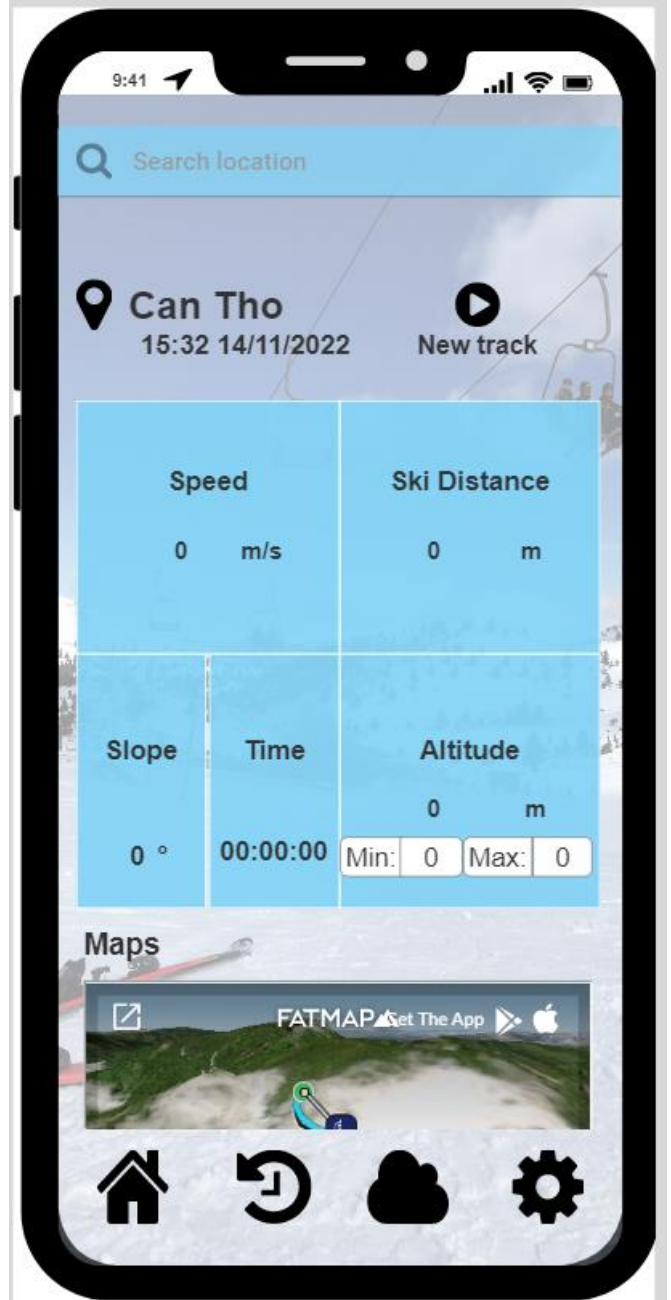 9:41
Search location
Can Tho
15:32 14/11/2022
New track
Speed
Ski Distance
0 m/s
0 m
Slope
Time
Altitude
0 m
0 °
00:00:00
Min: 0 Max: 0
Maps
FATMAP Get The App